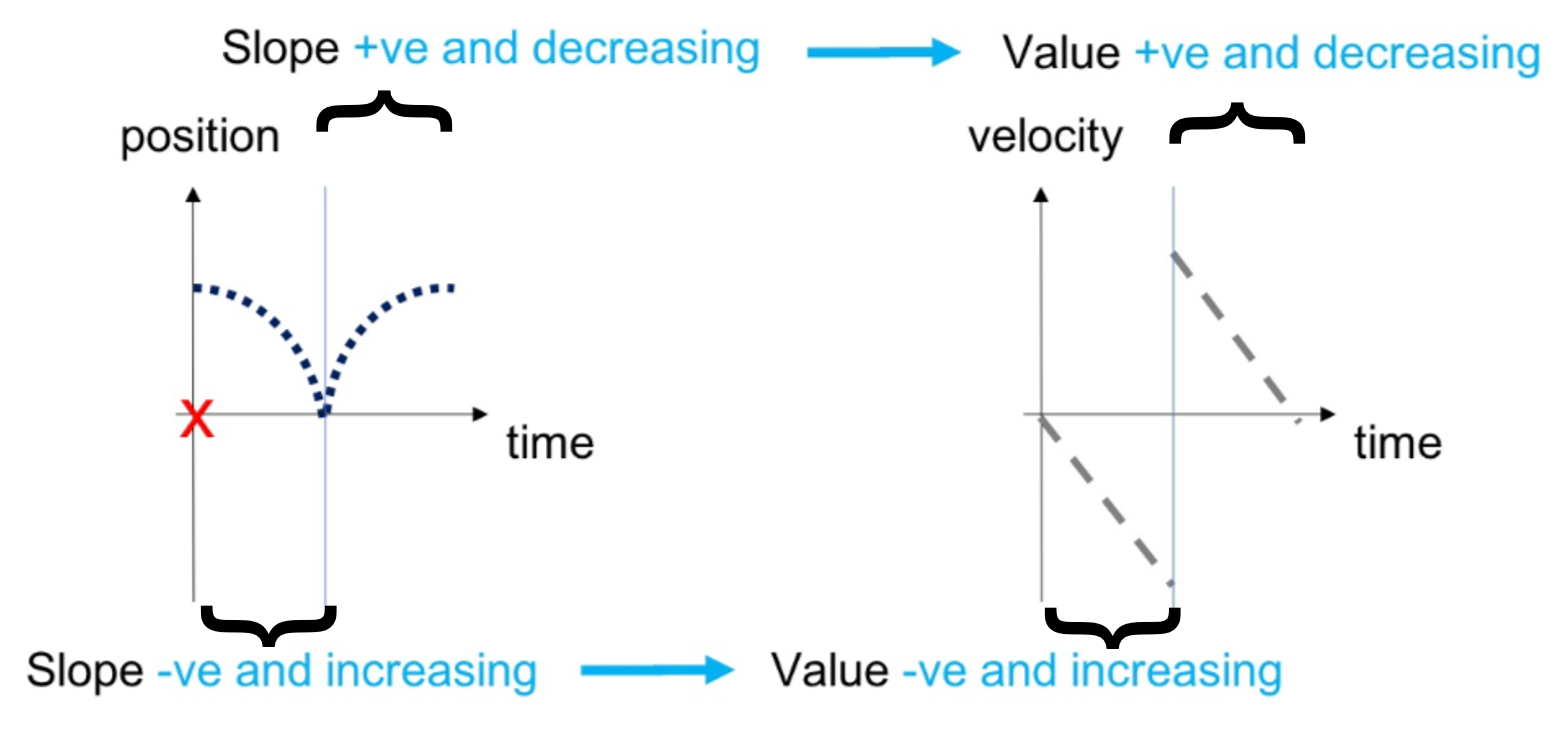 Slope +ve and decreasing
Value +ve and decreasing
position
velocity
X
time
time
Slope -ve and increasing
Value -ve and increasing